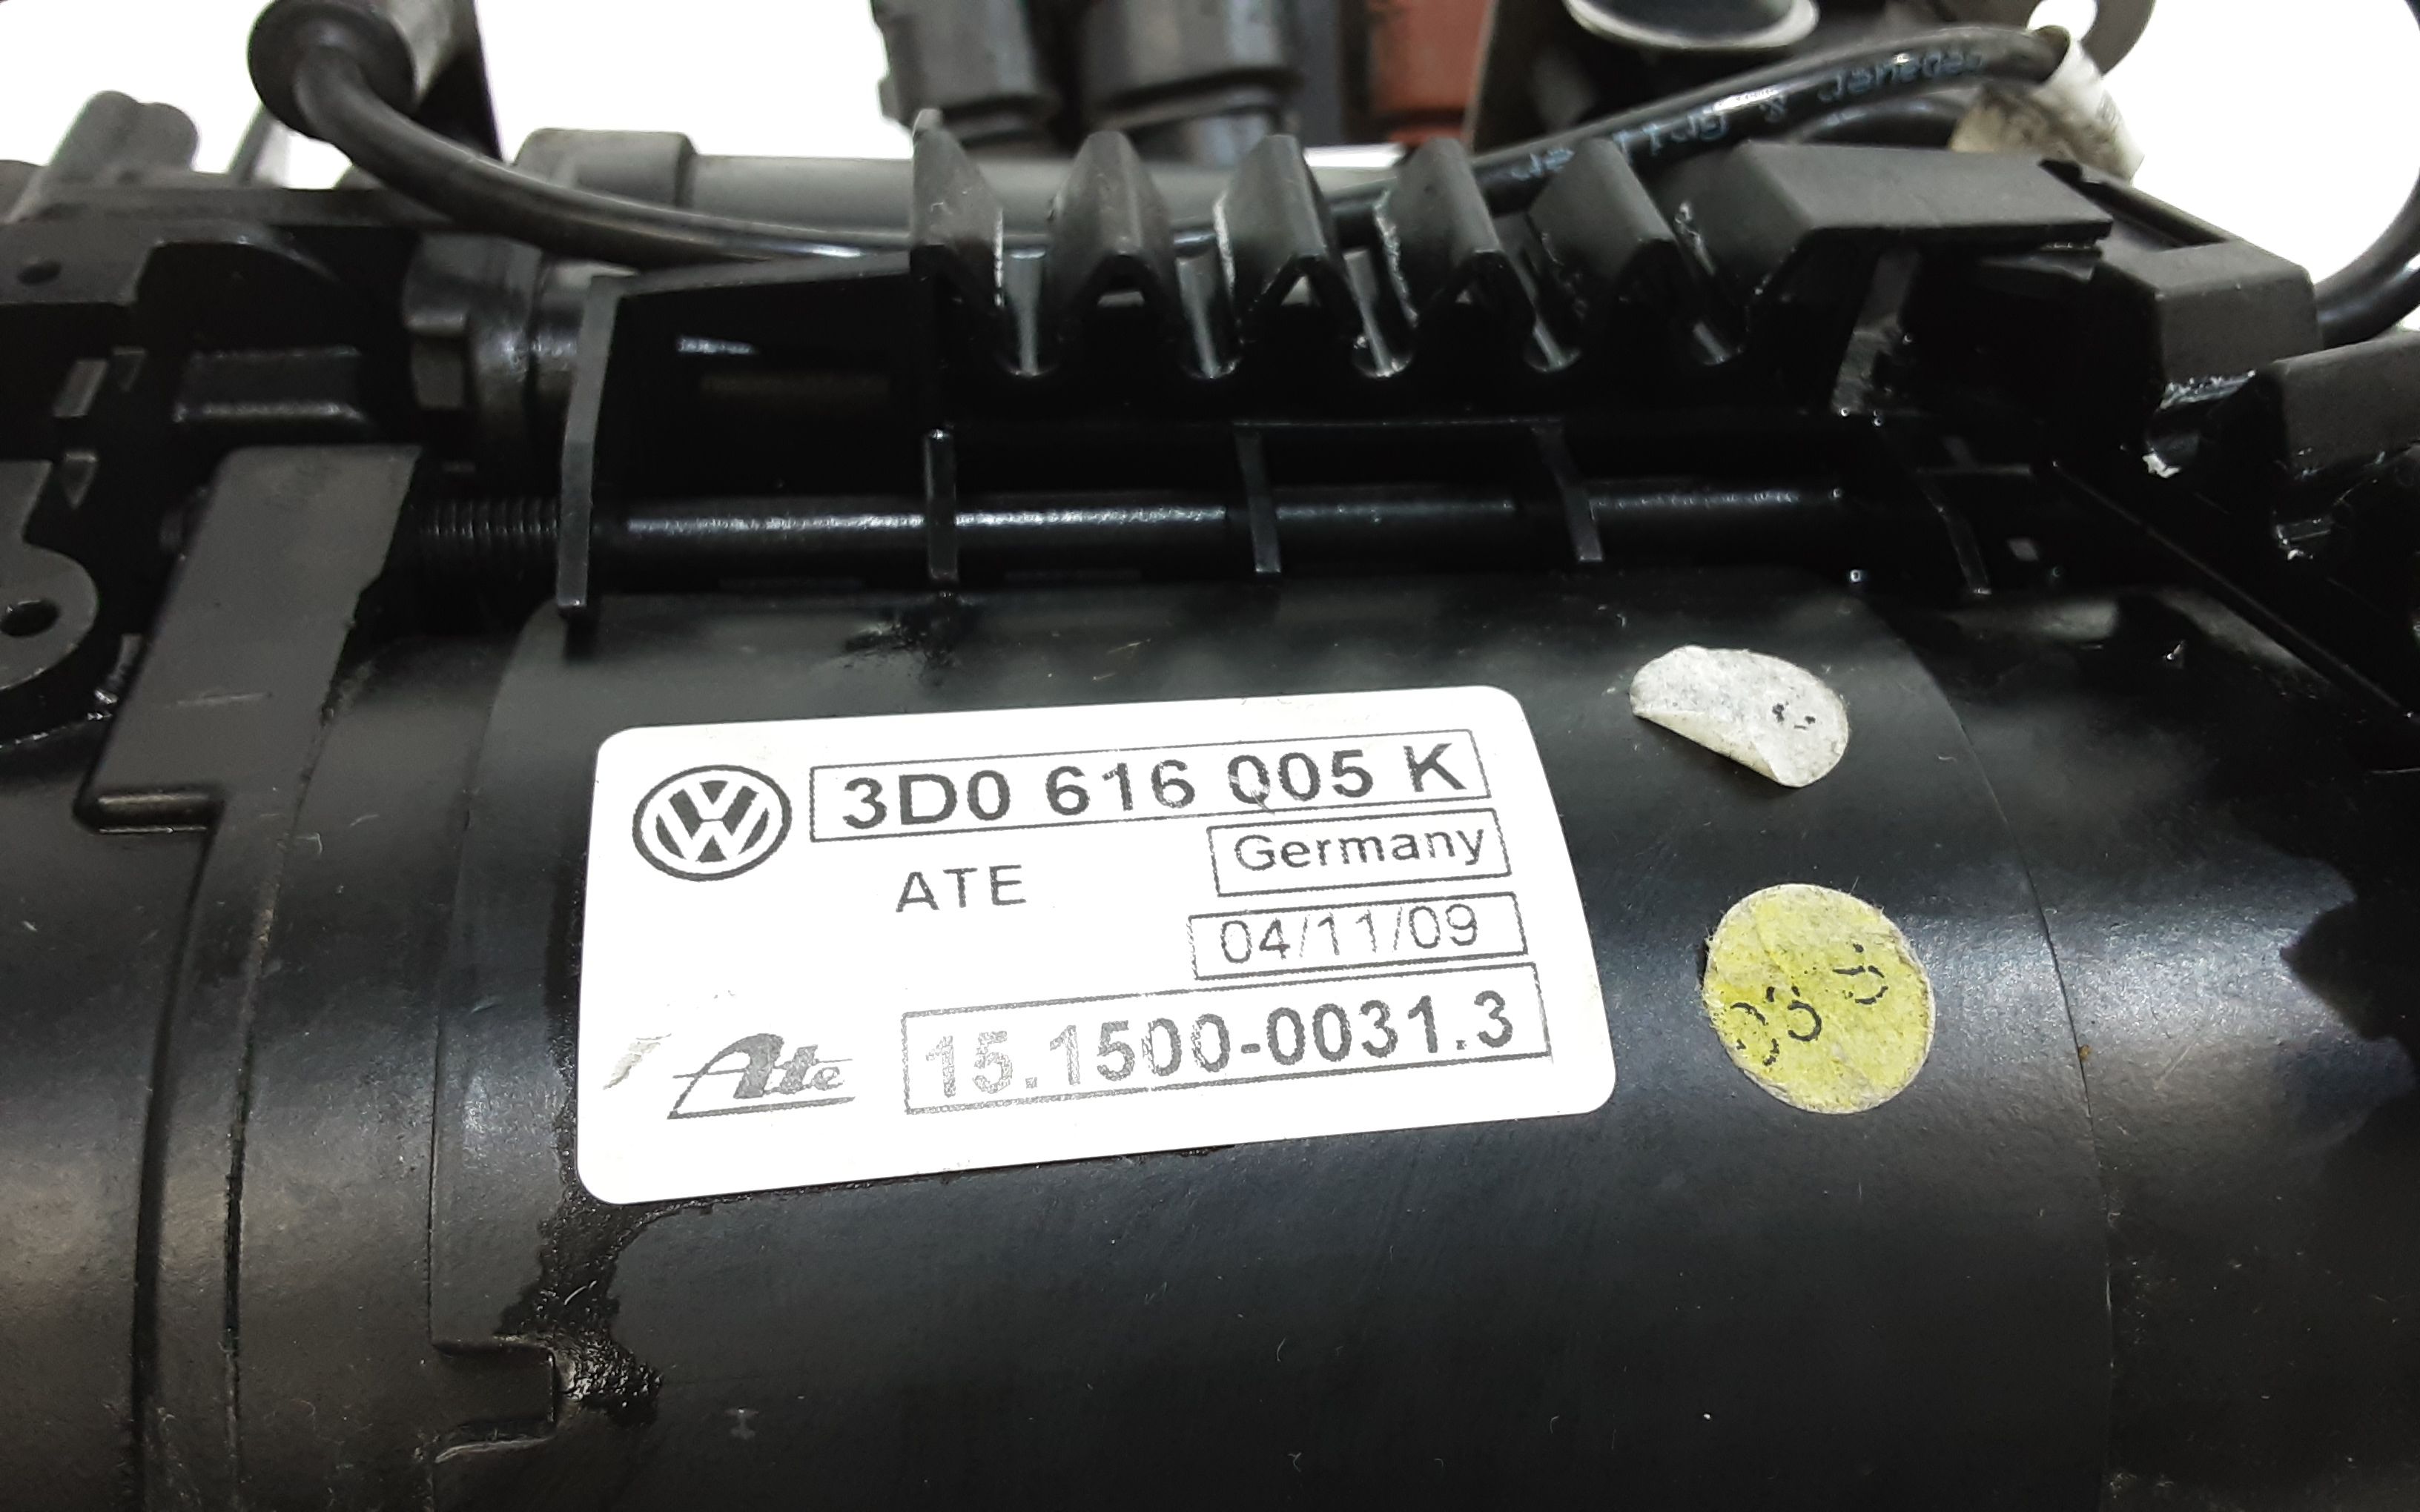 3D0 616 005 K
Germany
ATE
04/11/09
Ate 15.1500-0031.3